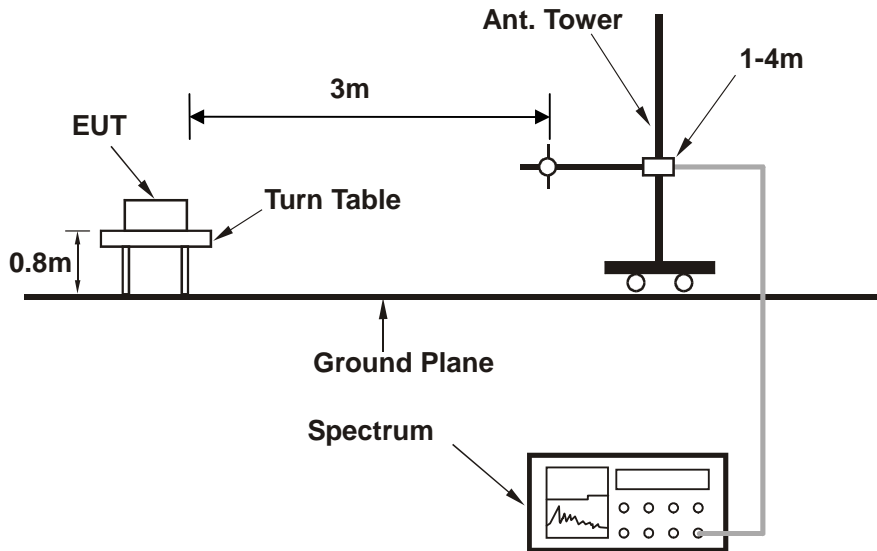 Ant. Tower
1-4m
3m
EUT
Turn Table
0.8m
Ground Plane
Spectrum